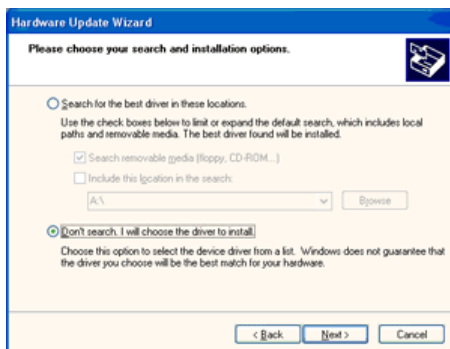 Hardware Update Wizard
Please choose your search and installation options.
Search for the best driver in these locations.
Use the check boxes below to limit or expand the default search, which includes local
paths and removable media. The best driver found will be installed.
Search removable media (floppy, CD-ROM...)
Include this location in the search:
A:\
Browse
Don't search. I will choose the driver to install.
Choose this option to select the device driver from a list. Windows does not guarantee that
the driver you choose will be the best match for your hardware.
< Back Next > Cancel